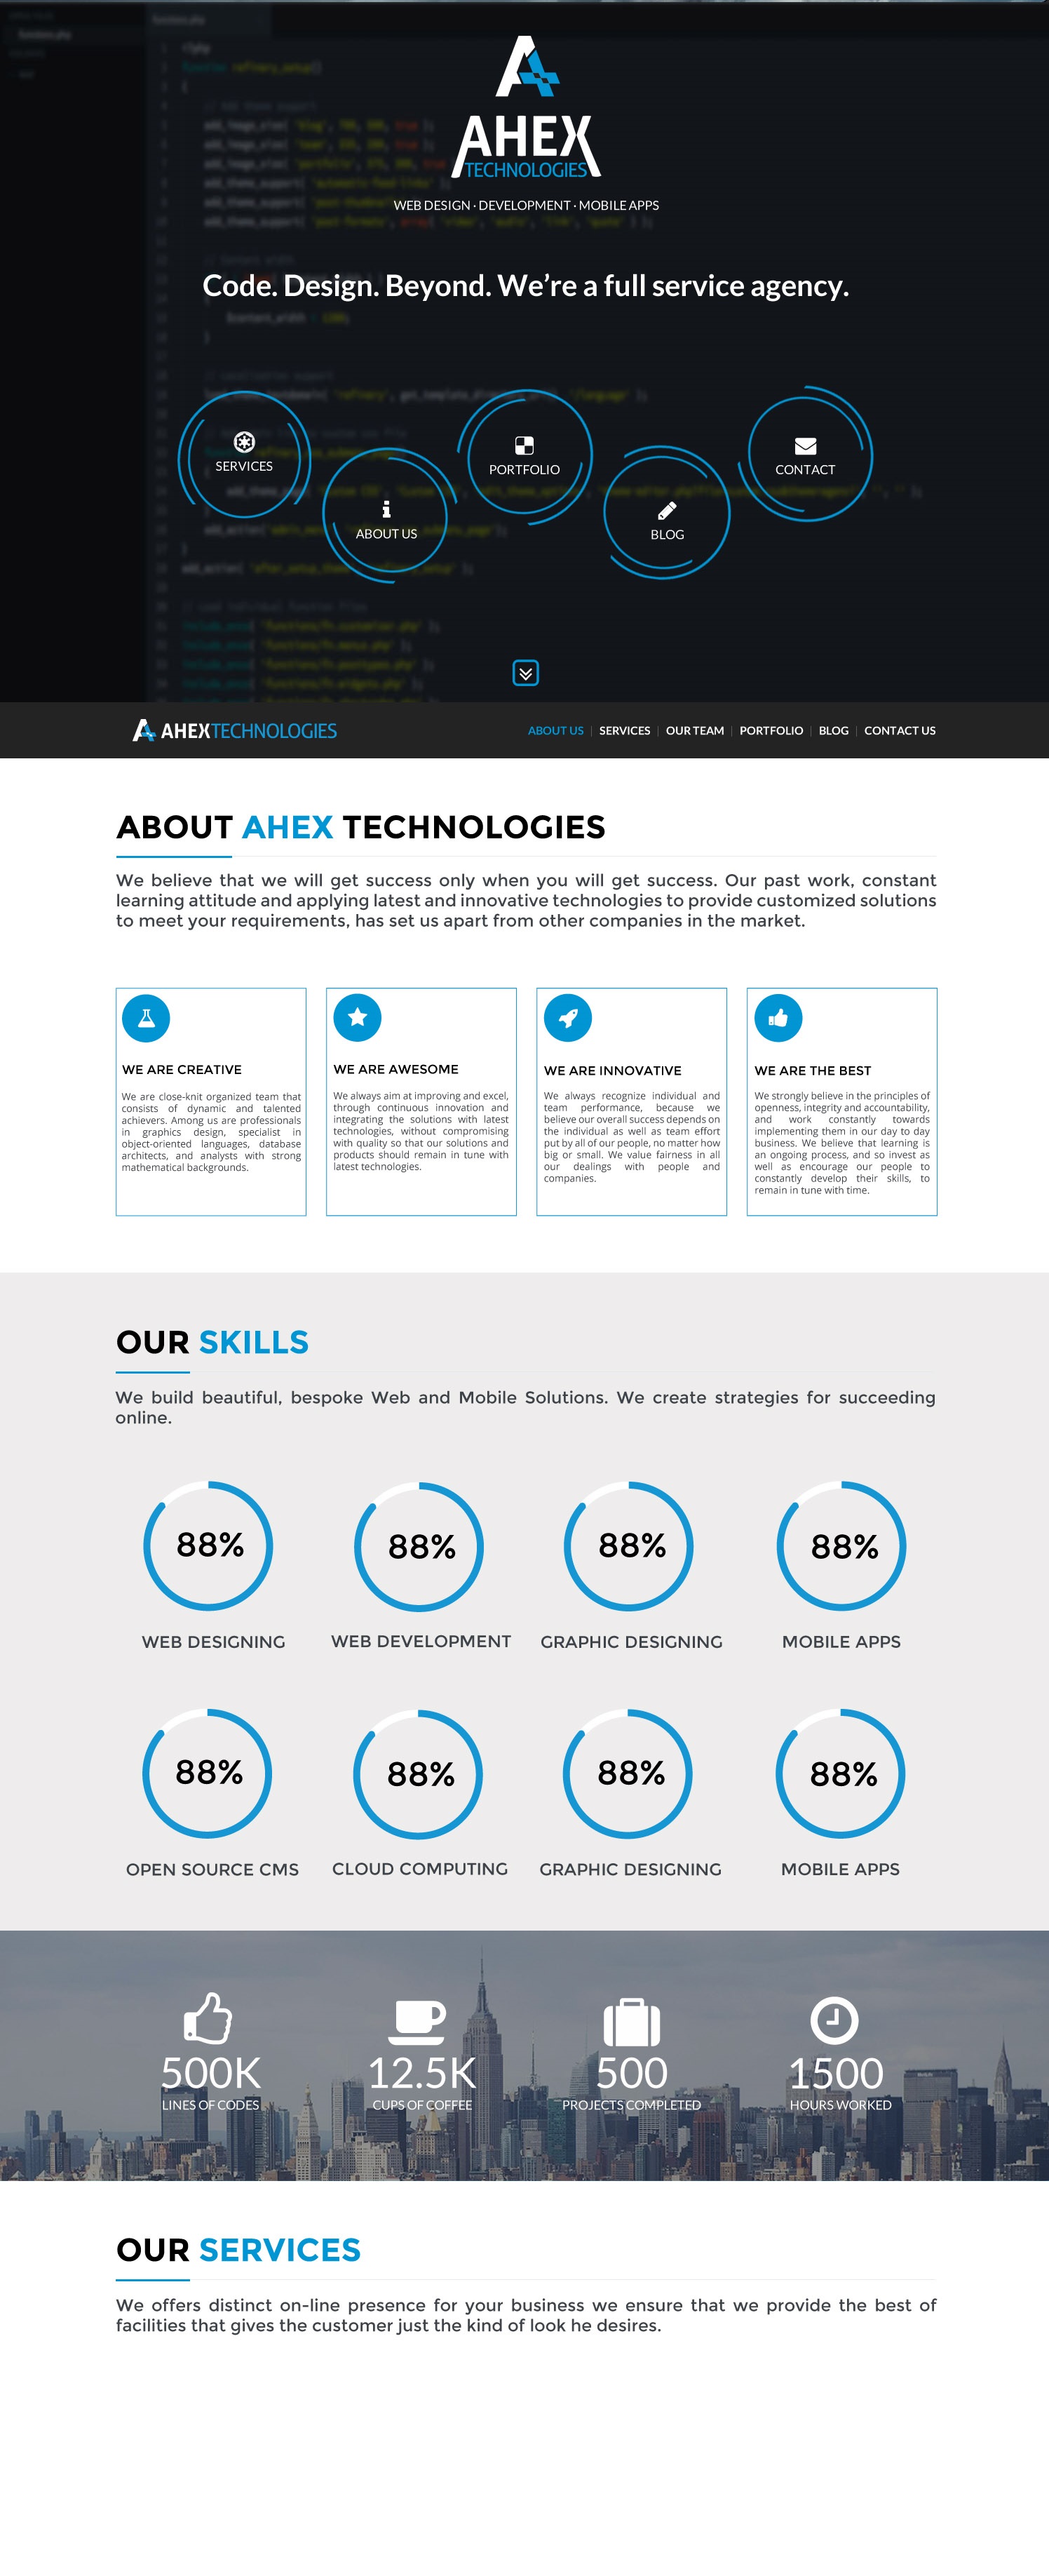 functions.php
AHEX
TECHNOLOGIES
WEB DESIGN · DEVELOPMENT · MOBILE APPS
Code. Design. Beyond. We’re a full service agency.
SERVICES
PORTFOLIO
CONTACT
ABOUT US
BLOG
AHEXTECHNOLOGIES
ABOUT US | SERVICES | OUR TEAM | PORTFOLIO | BLOG | CONTACT US
ABOUT AHEX TECHNOLOGIES
We believe that we will get success only when you will get success. Our past work, constant
learning attitude and applying latest and innovative technologies to provide customized solutions
to meet your requirements, has set us apart from other companies in the market.
WE ARE CREATIVE
We are close-knit organized team that
consists of dynamic and talented
achievers. Among us are professionals
in graphics design, specialist in
object-oriented languages, database
architects, and analysts with strong
mathematical backgrounds.
WE ARE AWESOME
We always aim at improving and excel,
through continuous innovation and
integrating the solutions with latest
technologies, without compromising
with quality so that our solutions and
products should remain in tune with
latest technologies.
WE ARE INNOVATIVE
We always recognize individual and
team performance, because we
believe our overall success depends on
the individual as well as team effort
put by all of our people, no matter how
big or small. We value fairness in all
our dealings with people and
companies.
WE ARE THE BEST
We strongly believe in the principles of
openness, integrity and accountability,
and work constantly towards
implementing them in our day to day
business. We believe that learning is
an ongoing process, and so invest as
well as encourage our people to
constantly develop their skills, to
remain in tune with time.
OUR SKILLS
We build beautiful, bespoke Web and Mobile Solutions. We create strategies for succeeding
online.
88%
88%
88%
88%
WEB DESIGNING
WEB DEVELOPMENT
GRAPHIC DESIGNING
MOBILE APPS
88%
88%
88%
88%
OPEN SOURCE CMS
CLOUD COMPUTING
GRAPHIC DESIGNING
MOBILE APPS
500K
12.5K
500
1500
LINES OF CODES
CUPS OF COFFEE
PROJECTS COMPLETED
HOURS WORKED
OUR SERVICES
We offers distinct on-line presence for your business we ensure that we provide the best of
facilities that gives the customer just the kind of look he desires.